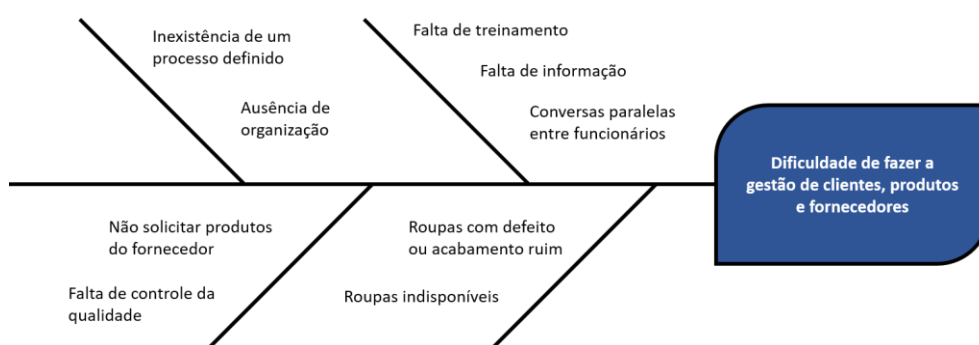 Inexistência de um
processo definido
Ausência de
organização
Falta de treinamento
Falta de informação
Conversas paralelas
entre funcionários
Dificuldade de fazer a
gestão de clientes, produtos
e fornecedores
Não solicitar produtos
do fornecedor
Falta de controle da
qualidade
Roupas com defeito
ou acabamento ruim
Roupas indisponíveis